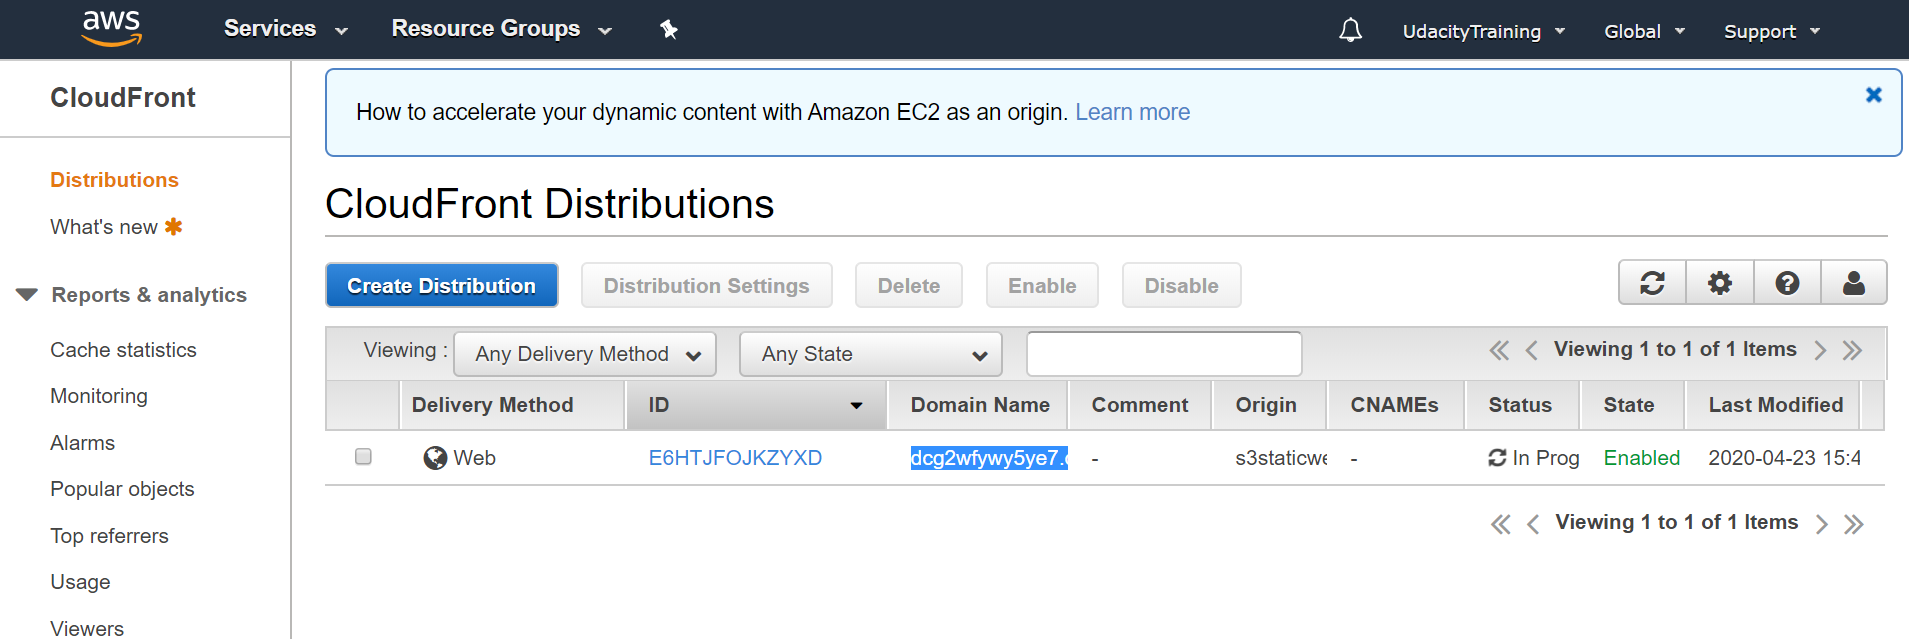 aws Services Resource Groups UdacityTraining Global Support
CloudFront
Distributions
What's new
Reports & analytics
Cache statistics
Monitoring
Alarms
Popular objects
Top referrers
Usage
Viewers
How to accelerate your dynamic content with Amazon EC2 as an origin. Learn more
CloudFront Distributions
Create Distribution Distribution Settings Delete Enable Disable
Viewing : Any Delivery Method Any State Viewing 1 to 1 of 1 Items
Delivery Method ID Domain Name Comment Origin CNAMEs Status State Last Modified
Web E6HTJFOJKZYXD dcg2wfywy5ye7. - s3staticwe - In Prog Enabled 2020-04-23 15:4
Viewing 1 to 1 of 1 Items